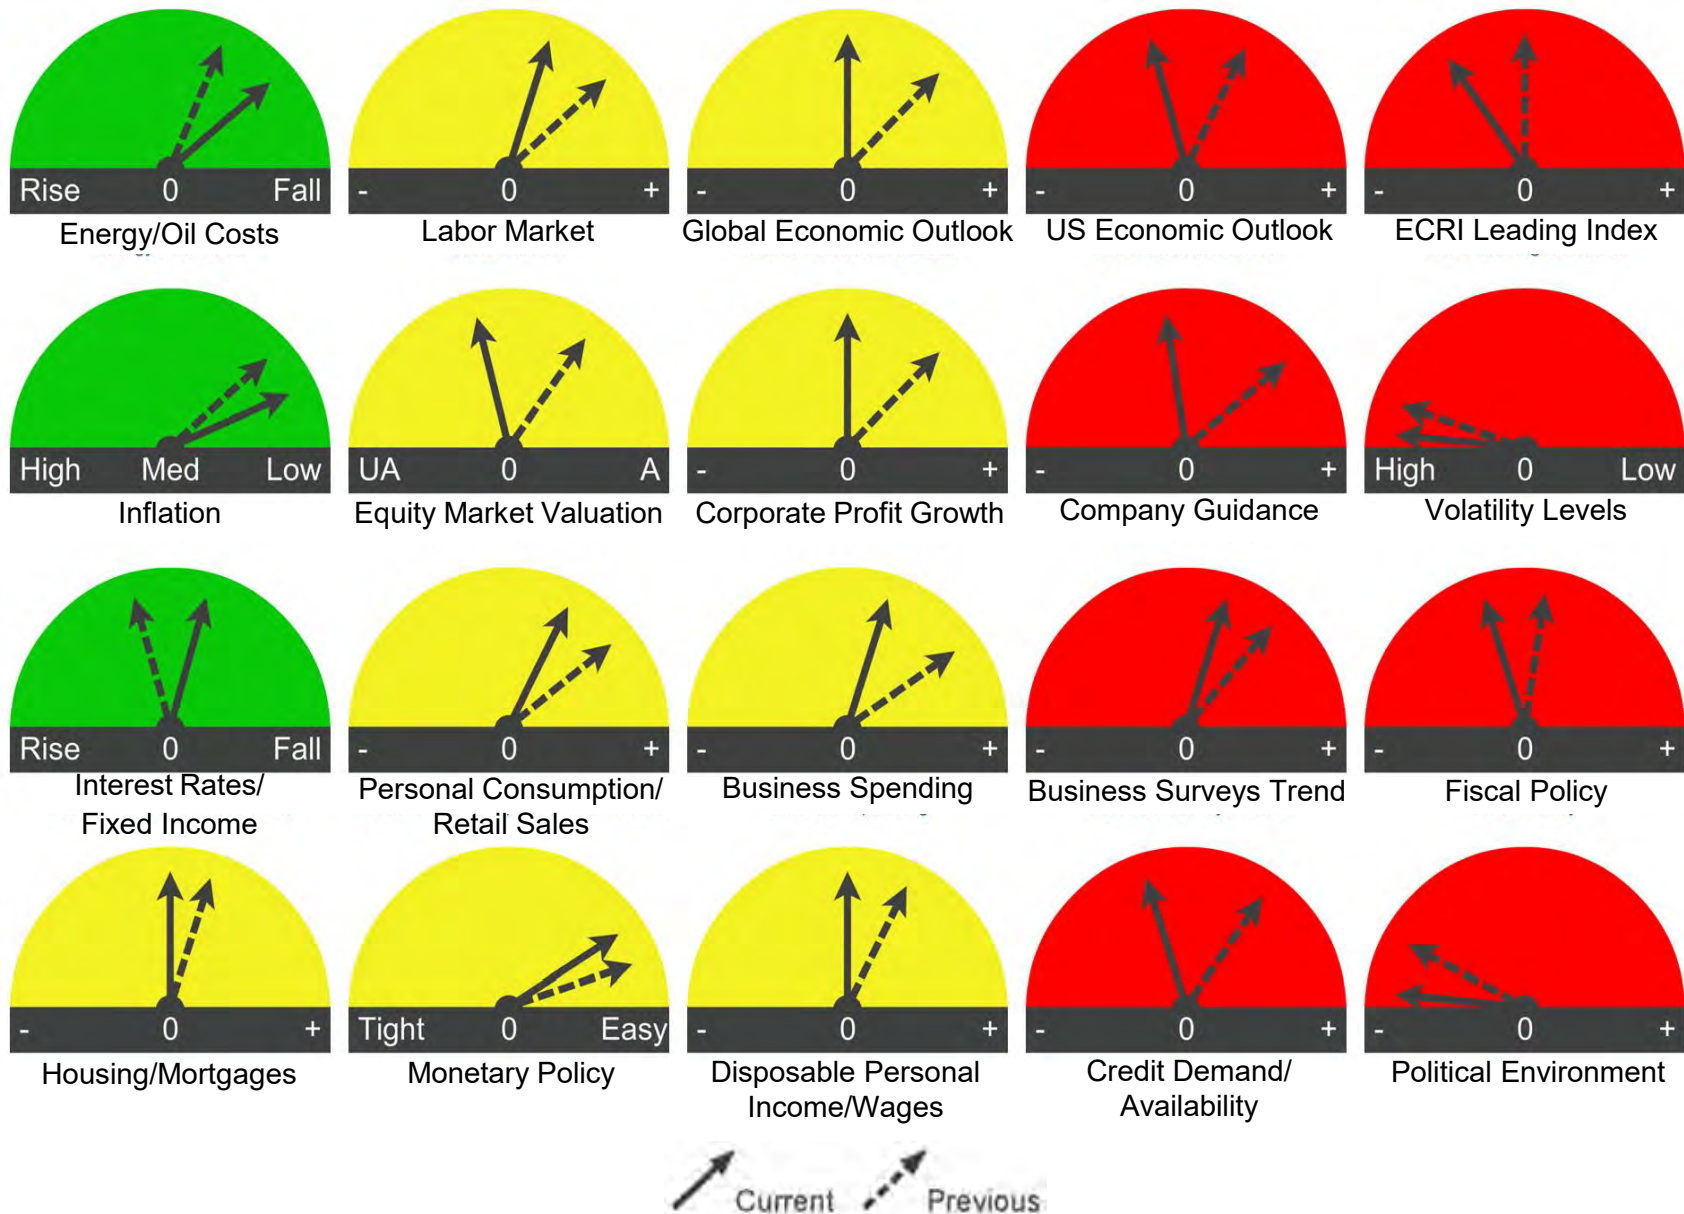 Rise 0 Fall
- 0 +
- 0 +
- 0 +
- 0 +
Energy/Oil Costs
Labor Market
Global Economic Outlook
US Economic Outlook
ECRI Leading Index
High Med Low
UA 0 A
- 0 +
- 0 +
High 0 Low
Inflation
Equity Market Valuation
Corporate Profit Growth
Company Guidance
Volatility Levels
Rise 0 Fall
- 0 +
- 0 +
- 0 +
- 0 +
Interest Rates/
Fixed Income
Personal Consumption/
Retail Sales
Business Spending
Business Surveys Trend
Fiscal Policy
- 0 +
Tight 0 Easy
- 0 +
- 0 +
- 0 +
Housing/Mortgages
Monetary Policy
Disposable Personal
Income/Wages
Credit Demand/
Availability
Political Environment
Current
Previous